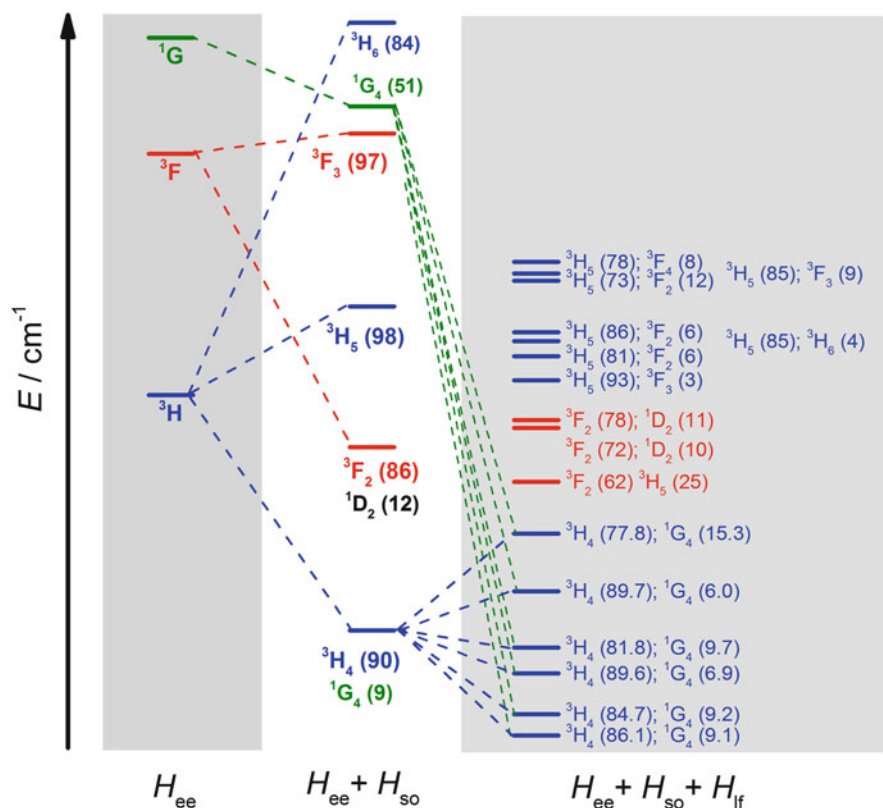 E / cm⁻¹
¹G
³F
³H
³H₆ (84)
¹G₄ (51)
³F₃ (97)
³H₅ (98)
³F₂ (86)
¹D₂ (12)
³H₄ (90)
¹G₄ (9)
³H₅ (78); ³F₄ (8)
³H₅ (73); ³F₂ (12) ³H₅ (85); ³F₃ (9)
³H₅ (86); ³F₂ (6) ³H₅ (85); ³H₆ (4)
³H₅ (81); ³F₂ (6)
³H₅ (93); ³F₃ (3)
³F₂ (78); ¹D₂ (11)
³F₂ (72); ¹D₂ (10)
³F₂ (62) ³H₅ (25)
³H₄ (77.8); ¹G₄ (15.3)
³H₄ (89.7); ¹G₄ (6.0)
³H₄ (81.8); ¹G₄ (9.7)
³H₄ (89.6); ¹G₄ (6.9)
³H₄ (84.7); ¹G₄ (9.2)
³H₄ (86.1); ¹G₄ (9.1)
Hee
Hee + Hso
Hee + Hso + Hlf